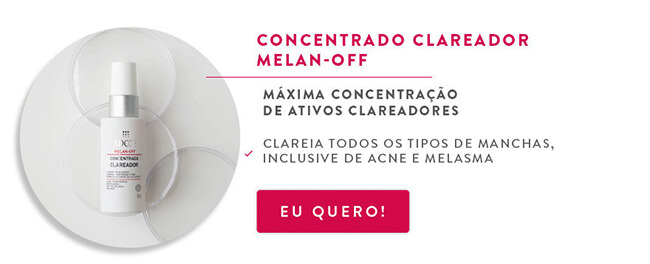 CONCENTRADO CLAREADOR
MELAN-OFF
MÁXIMA CONCENTRAÇÃO
DE ATIVOS CLAREADORES
CLAREIA TODOS OS TIPOS DE MANCHAS,
INCLUSIVE DE ACNE E MELASMA
EU QUERO!
MELAN-OFF
CONCENTRADO
CLAREADOR